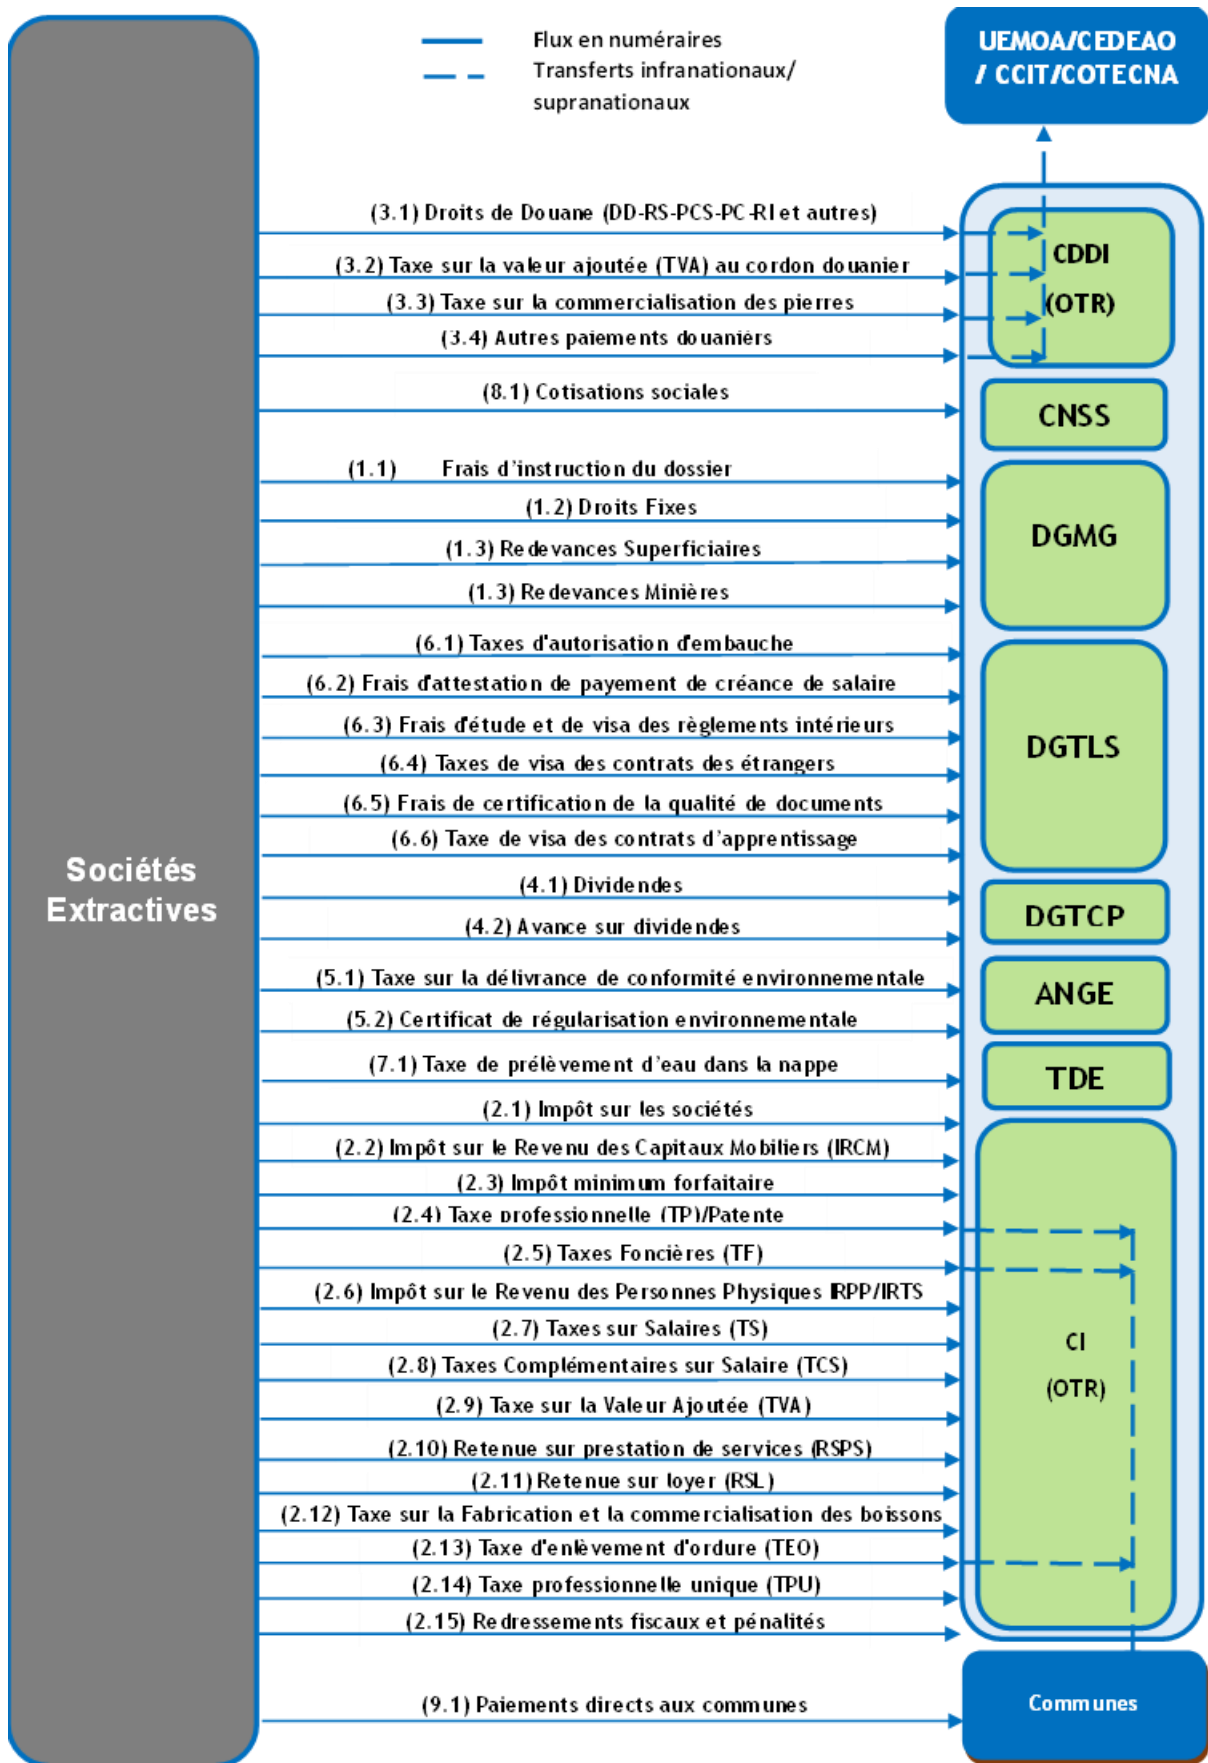 Flux en numéraires
Transferts infranationaux/
supranationaux
UEMOA/CEDEAO
/ CCIT/COTECNA
Sociétés
Extractives
(3.1) Droits de Douane (DD-RS-PCS-PC-RI et autres)
(3.2) Taxe sur la valeur ajoutée (TVA) au cordon douanier
(3.3) Taxe sur la commercialisation des pierres
(3.4) Autres paiements douaniérs
CDDI
(OTR)
(8.1) Cotisations sociales
CNSS
(1.1) Frais d'instruction du dossier
(1.2) Droits Fixes
(1.3) Redevances Superficiaires
(1.3) Redevances Minières
DGMG
(6.1) Taxes d'autorisation d'embauche
(6.2) Frais d'attestation de payement de créance de salaire
(6.3) Frais d'étude et de visa des règlements intérieurs
(6.4) Taxes de visa des contrats des étrangers
(6.5) Frais de certification de la qualité de documents
(6.6) Taxe de visa des contrats d'apprentissage
DGTLS
(4.1) Dividendes
(4.2) Avance sur dividendes
DGTCP
(5.1) Taxe sur la délivrance de conformité environnementale
(5.2) Certificat de régularisation environnementale
ANGE
(7.1) Taxe de prélèvement d'eau dans la nappe
TDE
(2.1) Impôt sur les sociétés
(2.2) Impôt sur le Revenu des Capitaux Mobiliers (IRCM)
(2.3) Impôt minimum forfaitaire
(2.4) Taxe professionnelle (TP)/Patente
(2.5) Taxes Foncières (TF)
(2.6) Impôt sur le Revenu des Personnes Physiques IRPP/IRTS
(2.7) Taxes sur Salaires (TS)
(2.8) Taxes Complémentaires sur Salaire (TCS)
(2.9) Taxe sur la Valeur Ajoutée (TVA)
(2.10) Retenue sur prestation de services (RSPS)
(2.11) Retenue sur loyer (RSL)
(2.12) Taxe sur la Fabrication et la commercialisation des boissons
(2.13) Taxe d'enlèvement d'ordure (TEO)
(2.14) Taxe professionnelle unique (TPU)
(2.15) Redressements fiscaux et pénalités
CI
(OTR)
(9.1) Paiements directs aux communes
Communes